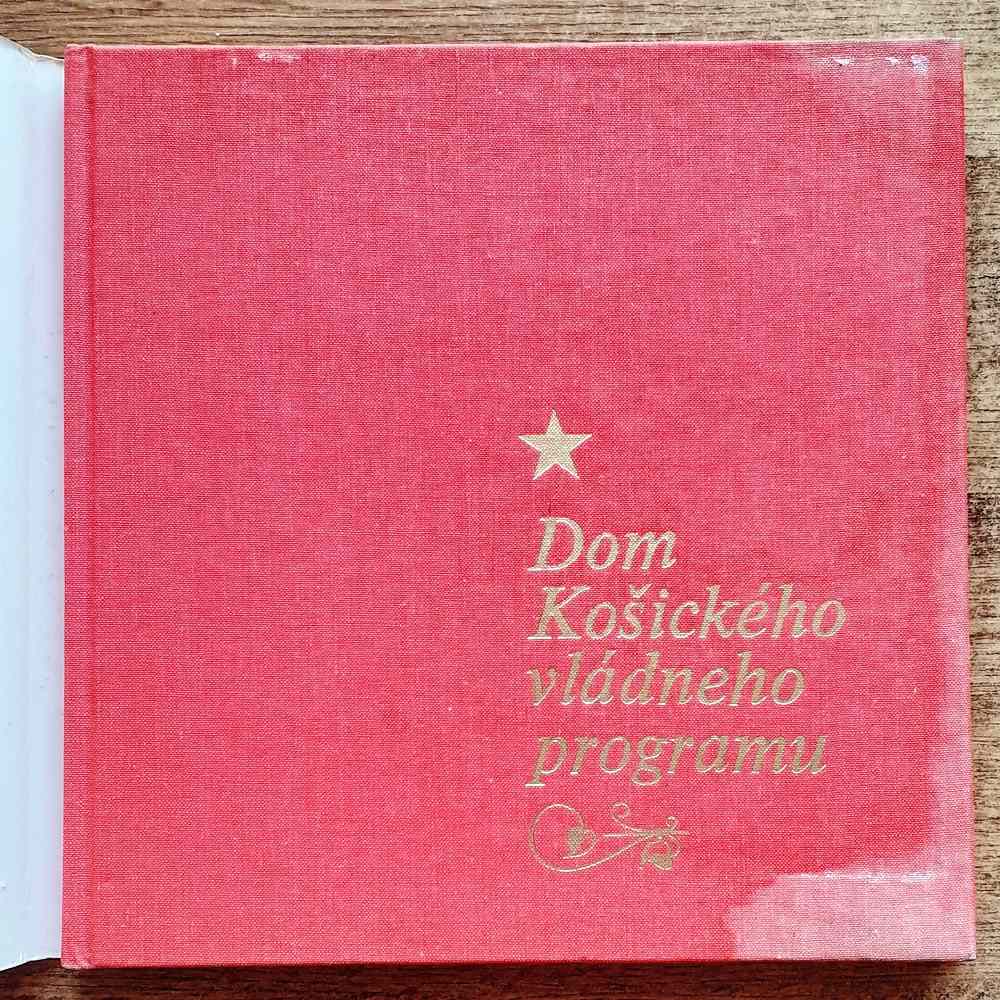 Dom
Košického
vládneho
programu